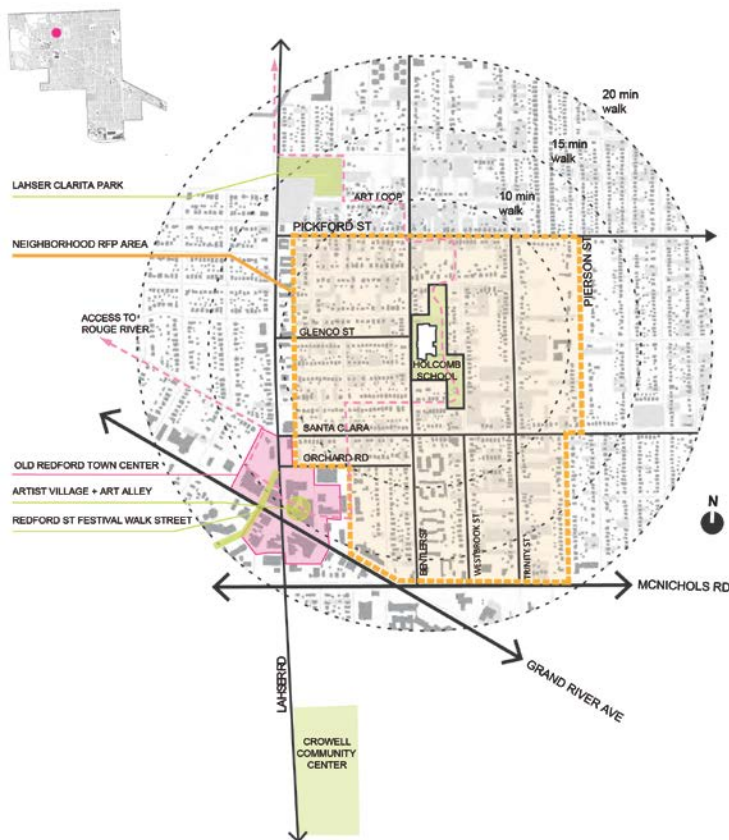 20 min
walk
15 min
walk
LAHSER CLARITA PARK
ART LOOP
10 min
walk
PICKFORD ST
NEIGHBORHOOD RFP AREA
PIERSON ST
ACCESS TO
ROUGE RIVER
GLENCO ST
HOLCOMB
SCHOOL
SANTA CLARA
OLD REDFORD TOWN CENTER
ORCHARD RD
ARTIST VILLAGE + ART ALLEY
REDFORD ST FESTIVAL WALK STREET
N
BENTLER ST
WESTBROOK ST
TRINITY ST
MCNICHOLS RD
GRAND RIVER AVE
LAHSER RD
CROWELL
COMMUNITY
CENTER